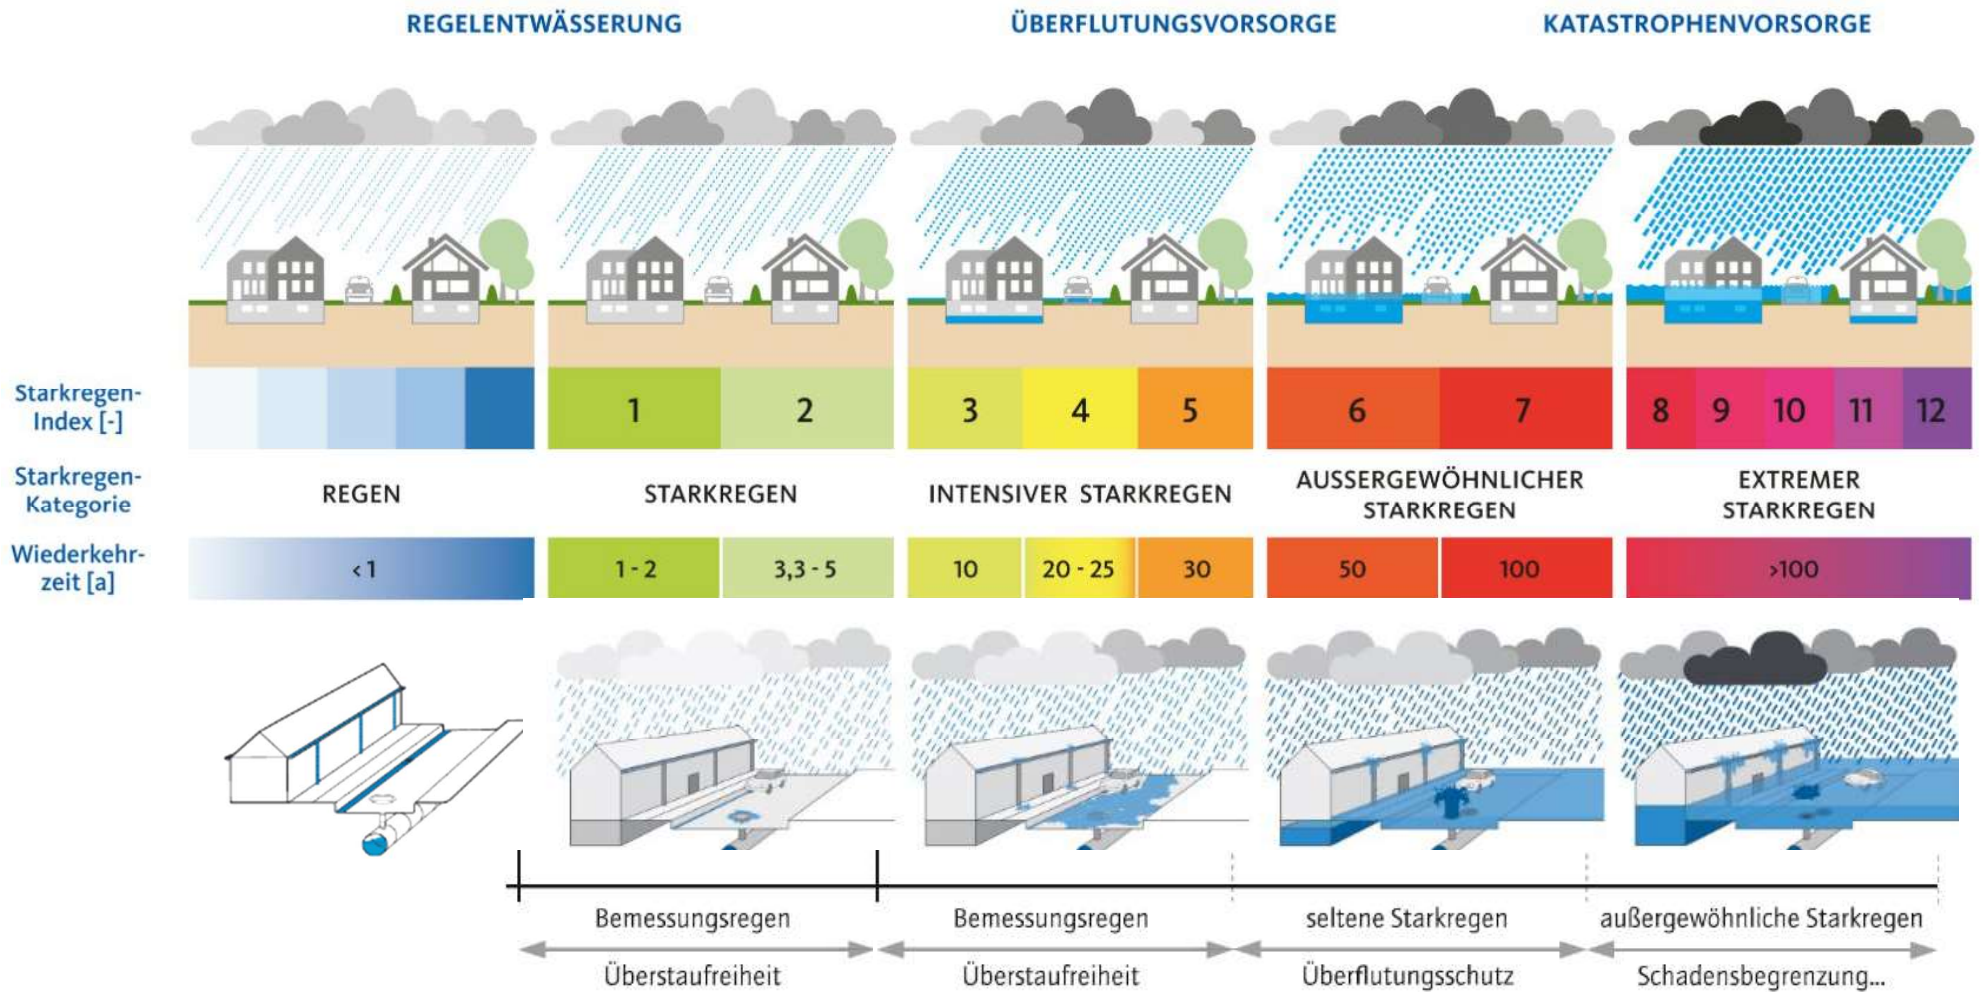 REGELENTWÄSSERUNG ÜBERFLUTUNGSVORSORGE KATASTROPHENVORSORGE
Starkregen-
Index [-]
1 2 3 4 5 6 7 8 9 10 11 12
Starkregen-
Kategorie
REGEN
STARKREGEN
INTENSIVER STARKREGEN
AUSSERGEWÖHNLICHER
STARKREGEN
EXTREMER
STARKREGEN
Wiederkehr-
zeit [a]
<1 1 - 2 3,3 - 5 10 20 - 25 30 50 100 >100
Bemessungsregen Bemessungsregen seltene Starkregen außergewöhnliche Starkregen
Überstaufreiheit Überstaufreiheit Überflutungsschutz Schadensbegrenzung...